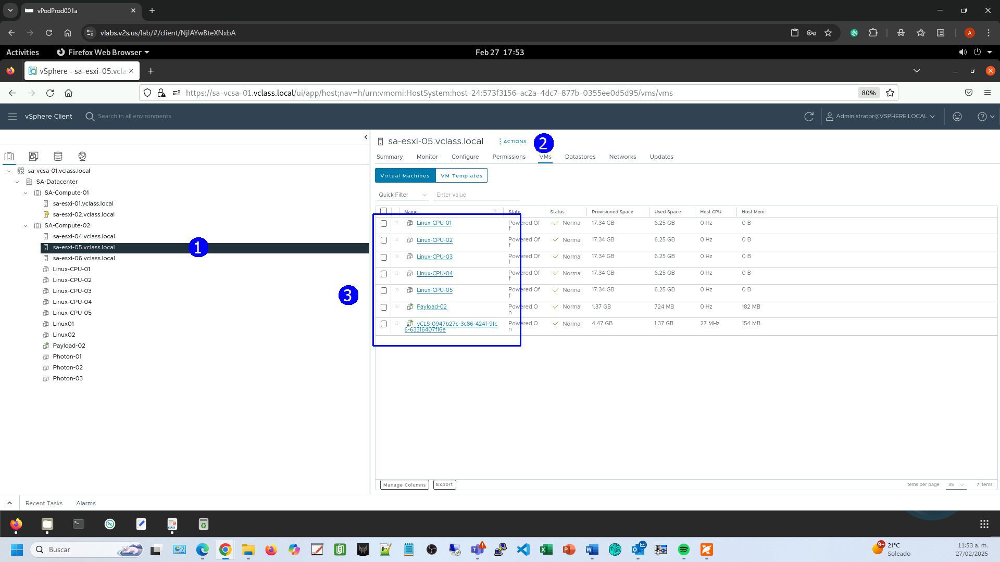 vPodProd001a
vlabs.v2s.us/lab/#/client/NjIAYwBteXNxbA
A
Activities
Firefox Web Browser
Feb 27 17:53
vSphere - sa-esxi-05.vcla
https://sa-vcsa-01.vclass.local/ui/app/host;nav=h/urn:vmomi:HostSystem:host-24:573f3156-ac2a-4dc7-877b-0355ee0d5d95/vms/vms
80%
vSphere Client
Search in all environments
Administrator@VSPHERE.LOCAL
sa-esxi-05.vclass.local
ACTIONS
2
Summary Monitor Configure Permissions VMs Datastores Networks Updates
Virtual Machines VM Templates
Quick Filter Enter value
sa-vcsa-01.vclass.local
SA-Datacenter
SA-Compute-01
sa-esxi-01.vclass.local
sa-esxi-02.vclass.local
SA-Compute-02
sa-esxi-04.vclass.local
sa-esxi-05.vclass.local
1
sa-esxi-06.vclass.local
Linux-CPU-01
Linux-CPU-02
Linux-CPU-03
Linux-CPU-04
Linux-CPU-05
Linux01
Linux02
Payload-02
Photon-01
Photon-02
Photon-03
3
Name State Status Provisioned Space Used Space Host CPU Host Mem
Linux-CPU-01 Powered Of Normal 17.34 GB 6.25 GB 0 Hz 0 B
f
Linux-CPU-02 Powered Of Normal 17.34 GB 6.25 GB 0 Hz 0 B
f
Linux-CPU-03 Powered Of Normal 17.34 GB 6.25 GB 0 Hz 0 B
f
Linux-CPU-04 Powered Of Normal 17.34 GB 6.25 GB 0 Hz 0 B
f
Linux-CPU-05 Powered Of Normal 17.34 GB 6.25 GB 0 Hz 0 B
f
Payload-02 Powered O Normal 1.37 GB 724 MB 0 Hz 182 MB
n
vCLS-0947b27c-3c86-424f-9fc Powered O Normal 4.47 GB 1.37 GB 27 MHz 154 MB
6-63316407f16e n
Manage Columns Export
Items per page 35 7 items
Recent Tasks Alarms
Buscar
9+
21°C
Soleado
11:53 a. m.
27/02/2025